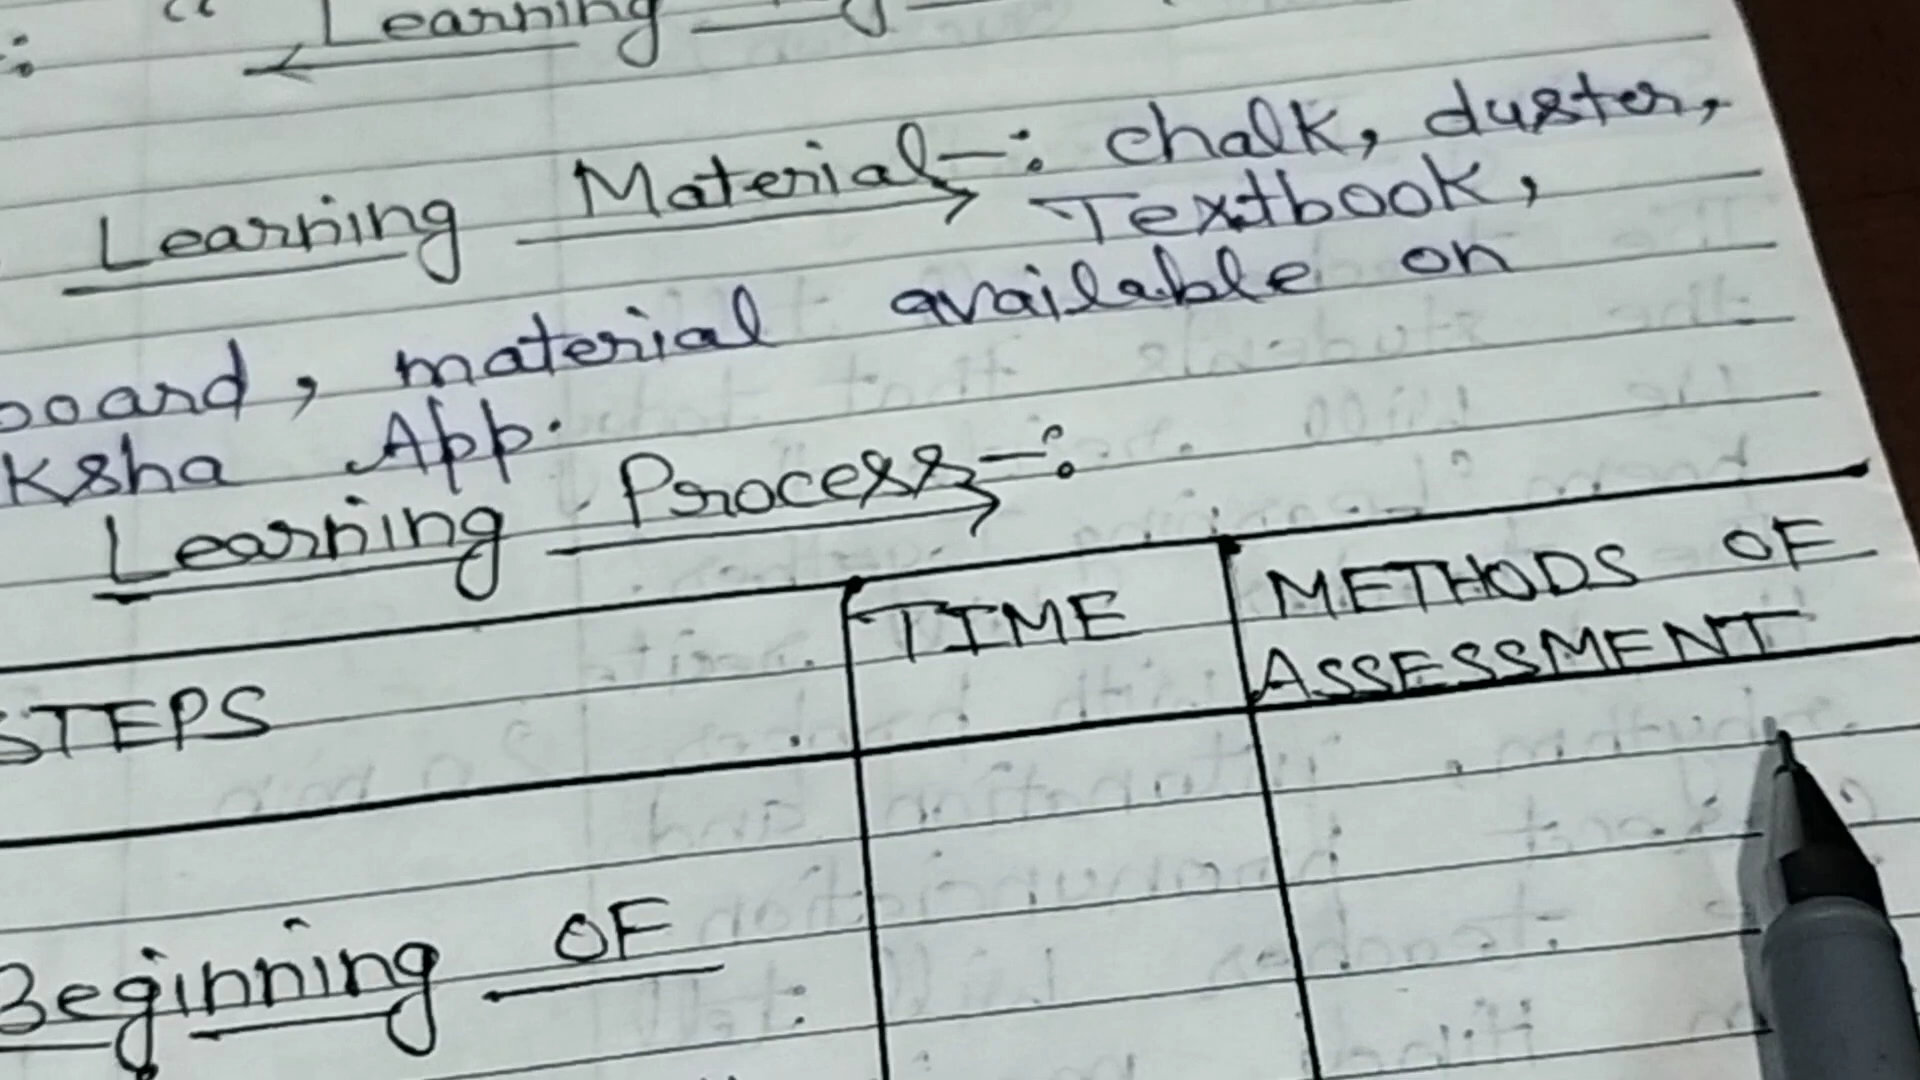 Learning
Learning Material-: chalk, duster,
Textbook,
board, material available on
ksha App.
Learning Process-:
STEPS TIME METHODS OF
ASSESSMENT
Beginning OF